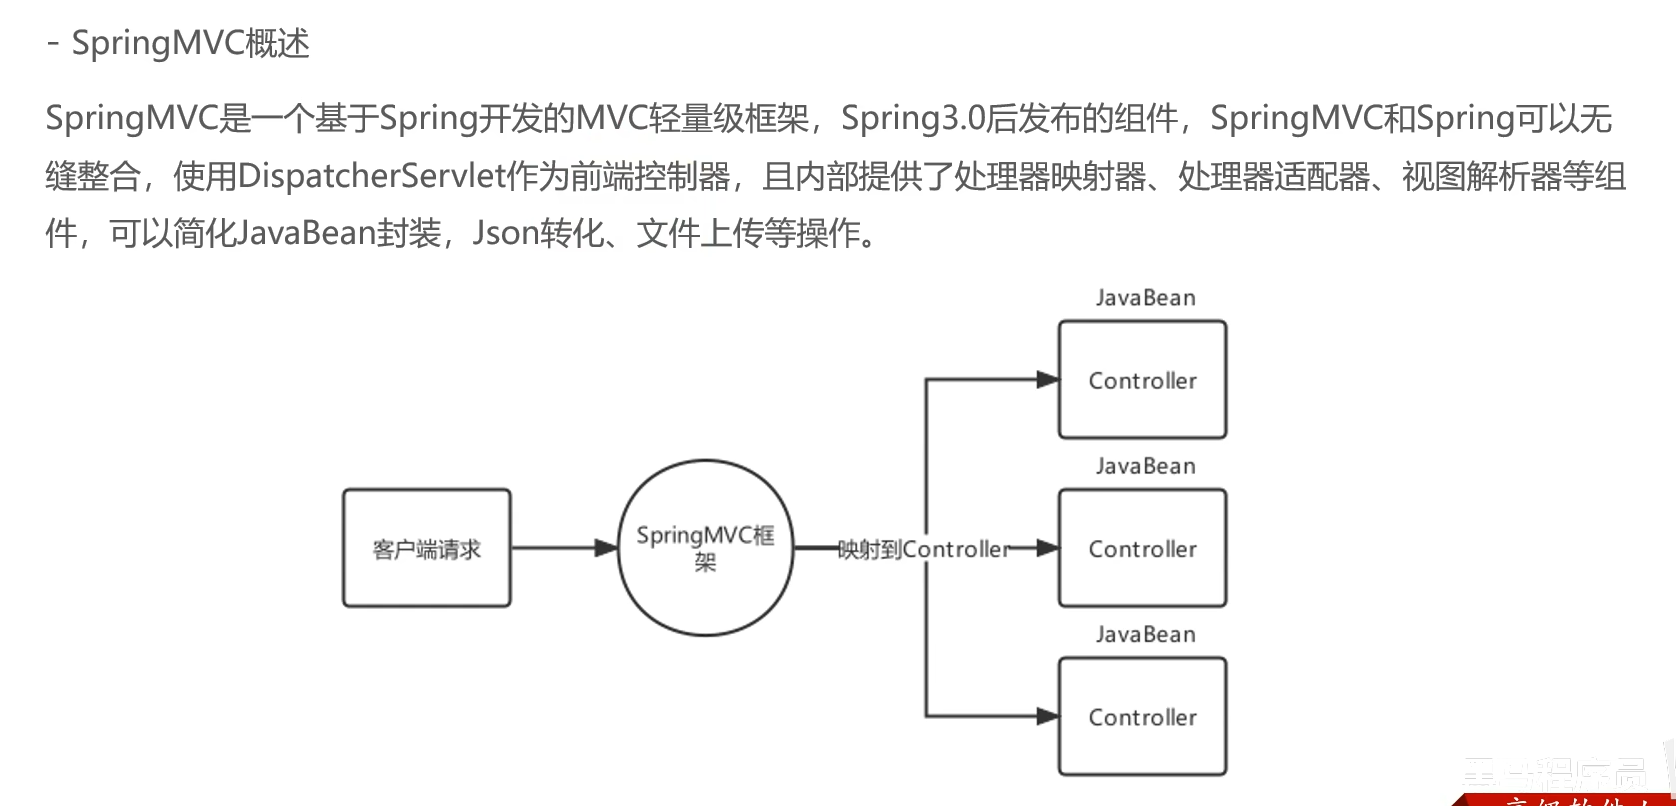 - SpringMVC概述
SpringMVC是一个基于Spring开发的MVC轻量级框架，Spring3.0后发布的组件，SpringMVC和Spring可以无
缝整合，使用DispatcherServlet作为前端控制器，且内部提供了处理器映射器、处理器适配器、视图解析器等组
件，可以简化JavaBean封装，Json转化、文件上传等操作。
JavaBean
Controller
JavaBean
客户端请求
SpringMVC框
架
映射到Controller
Controller
JavaBean
Controller